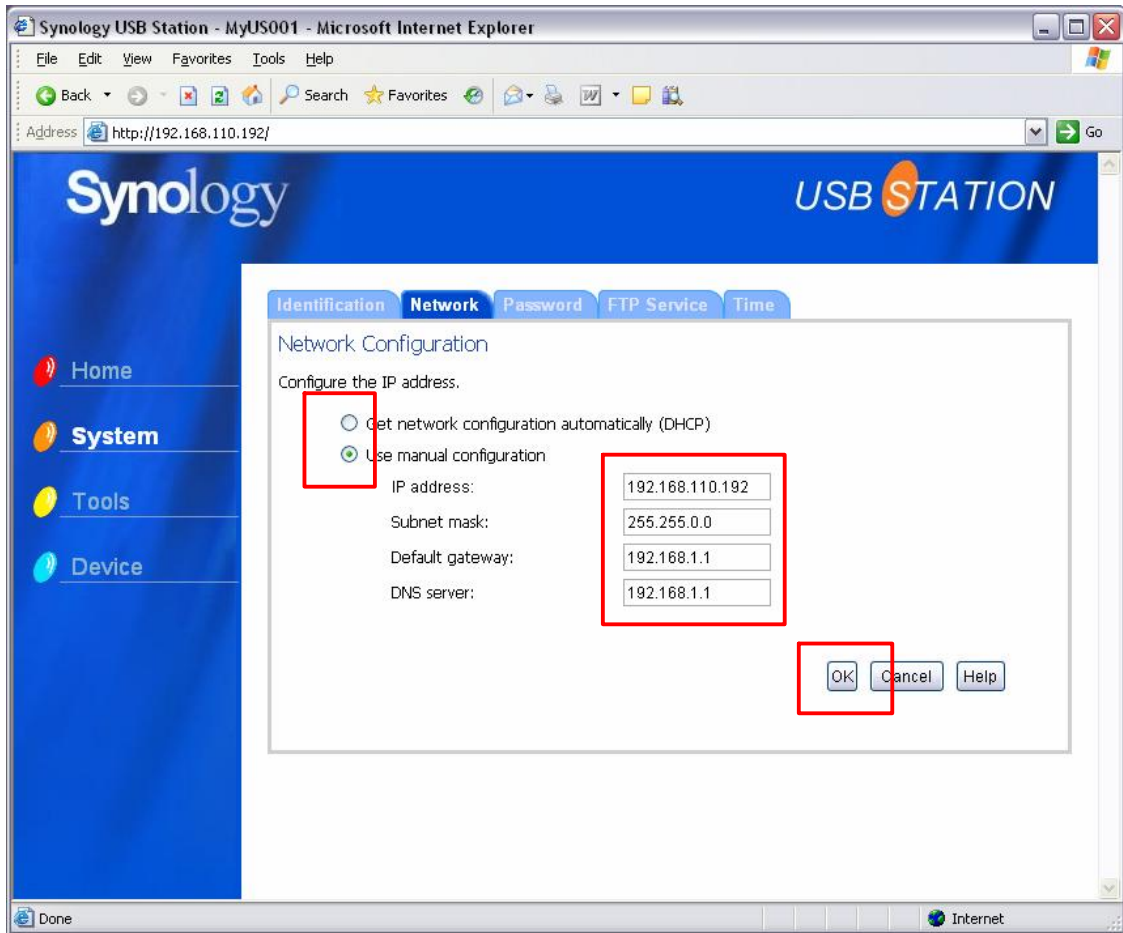 Synology USB Station - MyUS001 - Microsoft Internet Explorer
File Edit View Favorites Tools Help
Back Search Favorites
Address http://192.168.110.192/ Go
Synology USB STATION
Identification Network Password FTP Service Time
Network Configuration
Configure the IP address.
Get network configuration automatically (DHCP)
Use manual configuration
IP address: 192.168.110.192
Subnet mask: 255.255.0.0
Default gateway: 192.168.1.1
DNS server: 192.168.1.1
OK Cancel Help
Home
System
Tools
Device
Done Internet